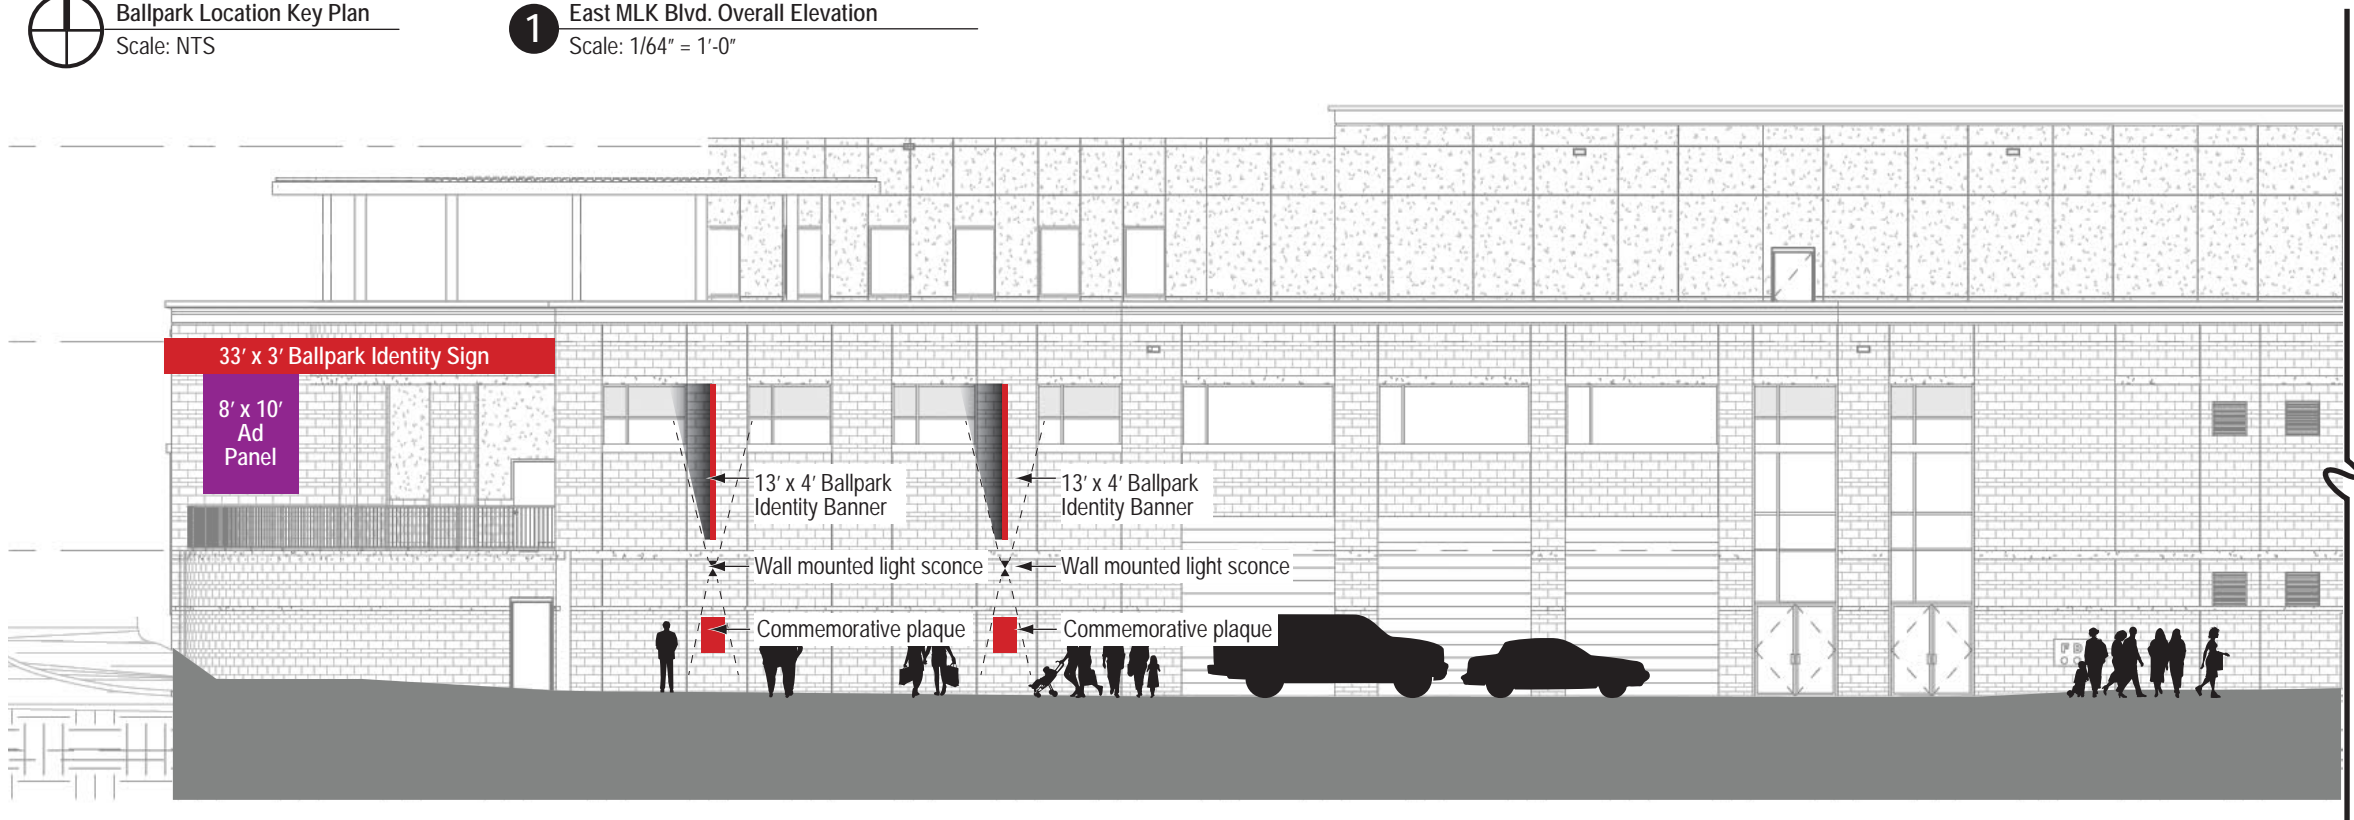 Ballpark Location Key Plan
Scale: NTS
1
East MLK Blvd. Overall Elevation
Scale: 1/64" = 1'-0"
33' x 3' Ballpark Identity Sign
8' x 10'
Ad
Panel
13' x 4' Ballpark
Identity Banner
13' x 4' Ballpark
Identity Banner
Wall mounted light sconce
Wall mounted light sconce
Commemorative plaque
Commemorative plaque